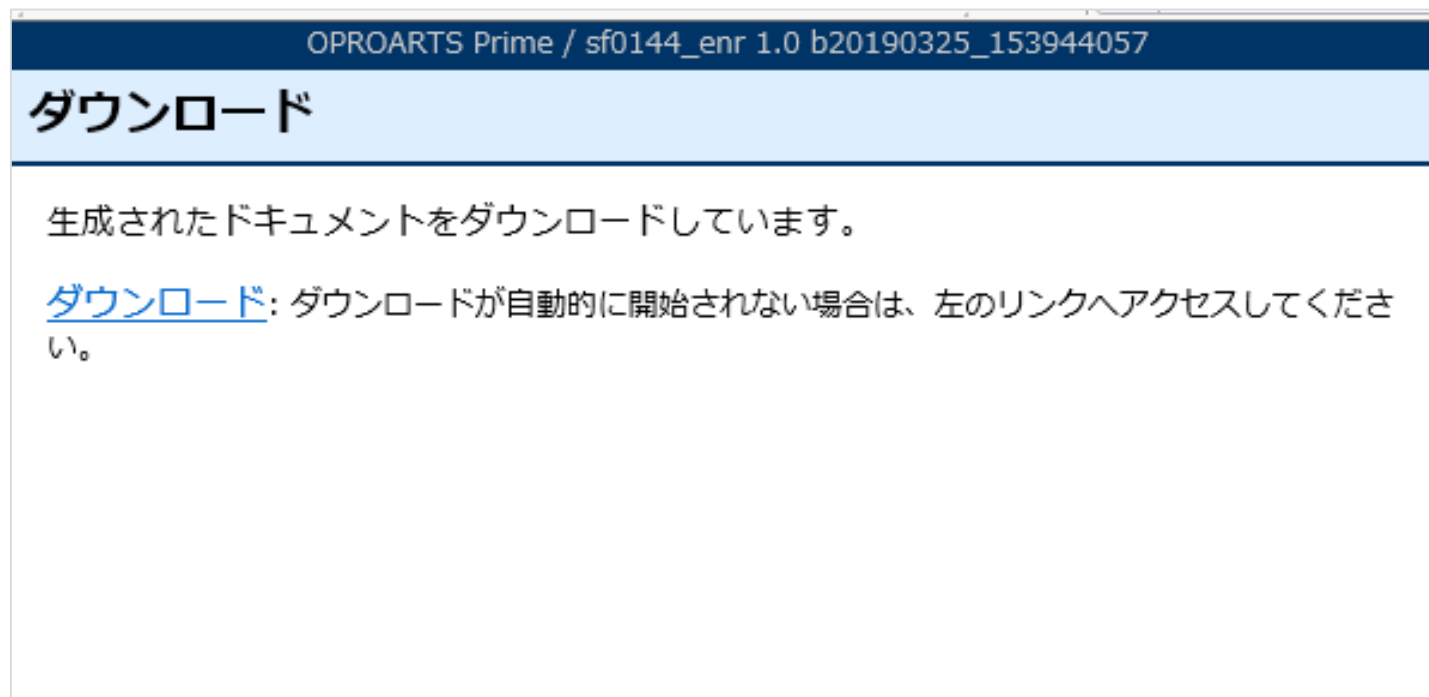 OPROARTS Prime / sf0144_enr 1.0 b20190325_153944057
ダウンロード
生成されたドキュメントをダウンロードしています。
ダウンロード: ダウンロードが自動的に開始されない場合は、左のリンクへアクセスしてくださ
い。